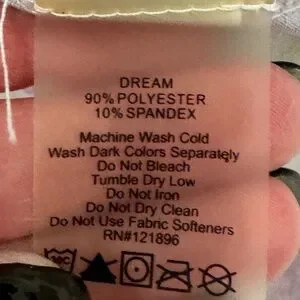 DREAM
90% POLYESTER
10% SPANDEX
Machine Wash Cold
Wash Dark Colors Separately
Do Not Bleach
Tumble Dry Low
Do Not Iron
Do Not Dry Clean
Do Not Use Fabric Softeners
RN#121896
30C